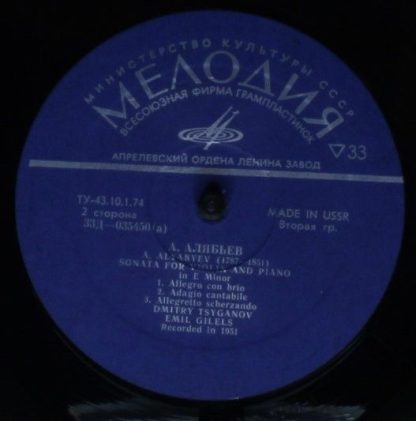 МИНИСТЕРСТВО КУЛЬТУРЫ СССР
МЕЛОДИЯ
ВСЕСОЮЗНАЯ ФИРМА ГРАМПЛАСТИНОК
▽33
АПРЕЛЕВСКИЙ ОРДЕНА ЛЕНИНА ЗАВОД
ТУ-43.10.1.74
2 сторона
33Д—035450(а)
MADE IN USSR
Вторая гр.
А. АЛЯБЬЕВ
A. ALYABYEV (1787—1851)
SONATA FOR VIOLIN AND PIANO
in E Minor
1. Allegro con brio
2. Adagio cantabile
3. Allegretto scherzando
DMITRY TSYGANOV
EMIL GILELS
Recorded in 1951